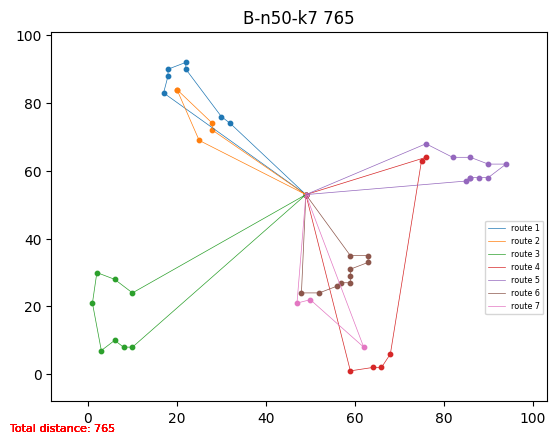 B-n50-k7 765
100
80
60
40
20
0
0 20 40 60 80 100
route 1
route 2
route 3
route 4
route 5
route 6
route 7
Total distance: 765